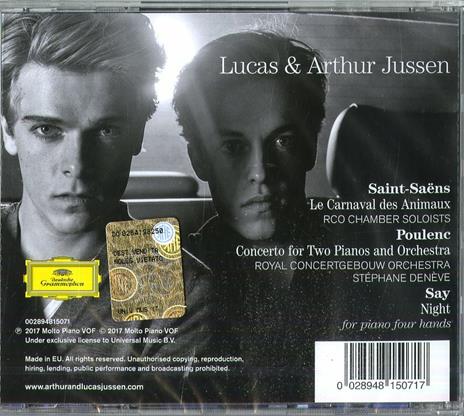 Lucas & Arthur Jussen
Saint-Saëns
Le Carnaval des Animaux
RCO CHAMBER SOLOISTS
Poulenc
Concerto for Two Pianos and Orchestra
ROYAL CONCERTGEBOUW ORCHESTRA
STÉPHANE DENÈVE
Say
Night
for piano four hands
Deutsche
Grammophon
002894815071
℗ 2017 Molto Piano VOF © 2017 Molto Piano VOF
Under exclusive license to Universal Music B.V.
Made in EU. All rights reserved. Unauthorised copying, reproduction,
hiring, lending, public performance and broadcasting prohibited.
www.arthurandlucasjussen.com
0 028948 150717